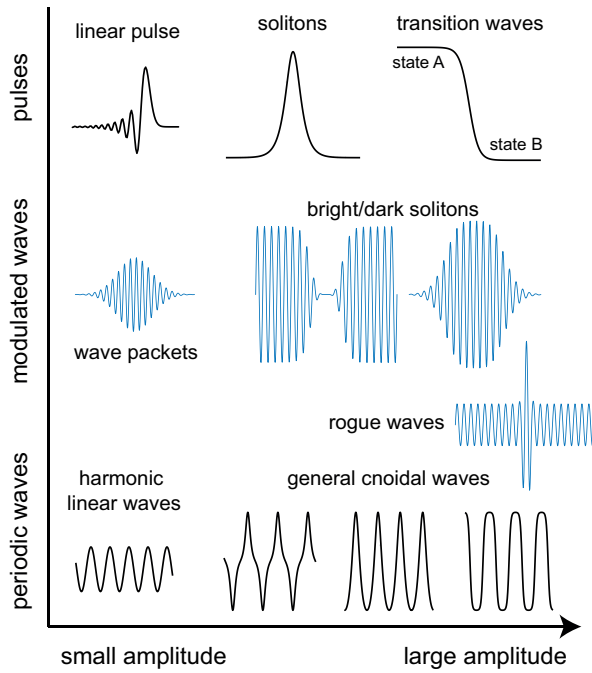 pulses
linear pulse
solitons
transition waves
state A
state B
modulated waves
bright/dark solitons
wave packets
rogue waves
periodic waves
harmonic
linear waves
general cnoidal waves
small amplitude
large amplitude